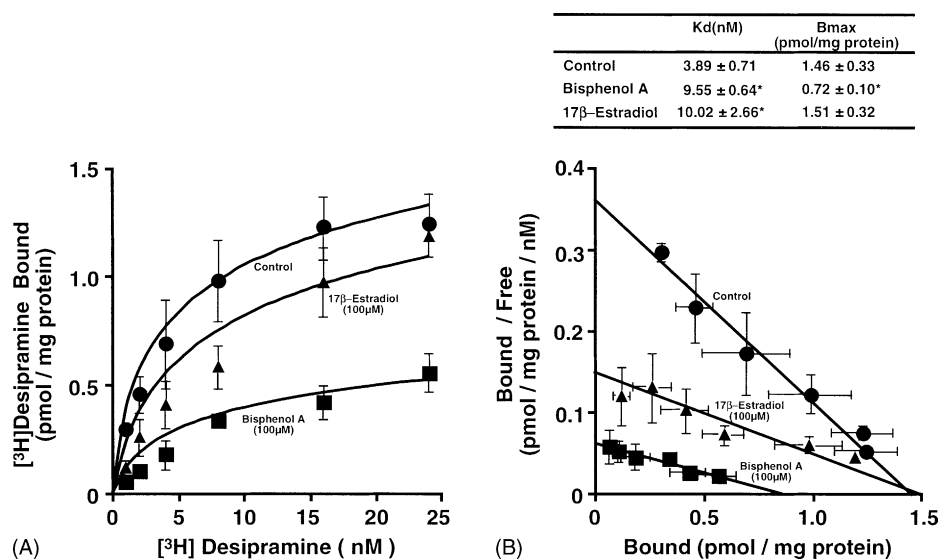 Kd(nM) Bmax
(pmol/mg protein)
Control 3.89 ±0.71 1.46 ±0.33
Bisphenol A 9.55 ±0.64* 0.72 ±0.10*
17β–Estradiol 10.02 ±2.66* 1.51 ±0.32
1.5
1.0
0.5
0
0 5 10 15 20 25
[³H]Desipramine Bound
(pmol / mg protein)
Control
17β–Estradiol
(100µM)
Bisphenol A
(100µM)
(A) [³H] Desipramine ( nM )
0.4
0.3
0.2
0.1
0
0 0.5 1.0 1.5
Bound / Free
(pmol / mg protein / nM)
Control
17β–Estradiol
(100µM)
Bisphenol A
(100µM)
(B) Bound (pmol / mg protein)